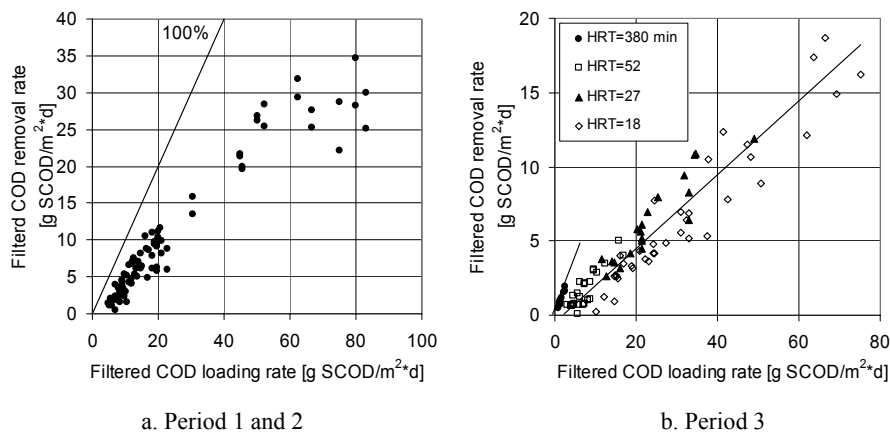 Filterd COD removal rate
[g SCOD/m²*d]
40
35
30
25
20
15
10
5
0
100%
0 20 40 60 80 100
Filtered COD loading rate [g SCOD/m²*d]
a. Period 1 and 2
Filtered COD removal rate
[g SCOD/m²*d]
20
15
10
5
0
HRT=380 min
HRT=52
HRT=27
HRT=18
0 20 40 60 80
Filtered COD loading rate [g SCOD/m²*d]
b. Period 3